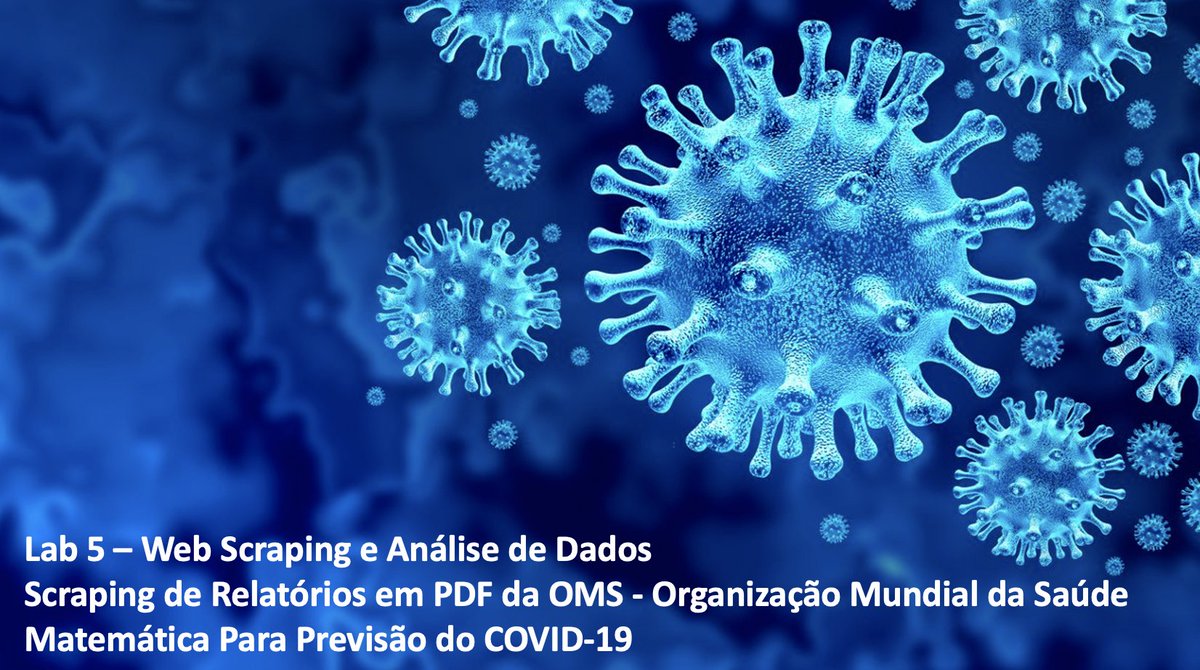 Lab 5 – Web Scraping e Análise de Dados
Scraping de Relatórios em PDF da OMS - Organização Mundial da Saúde
Matemática Para Previsão do COVID-19